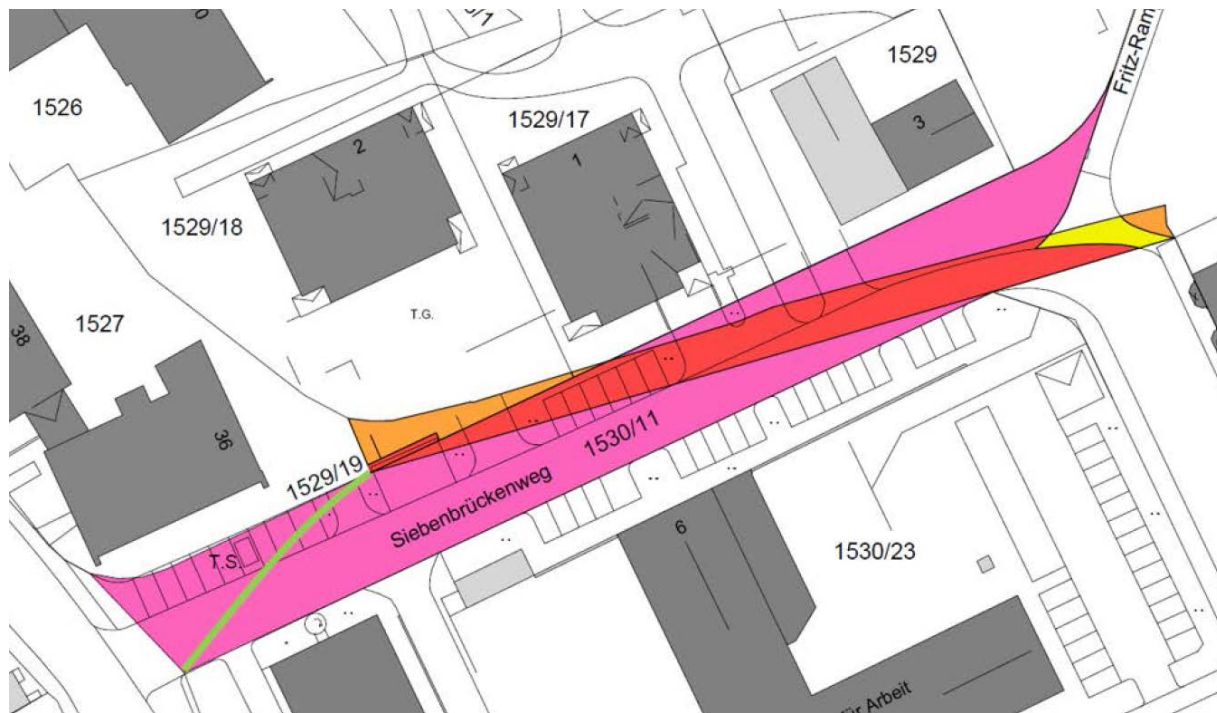 1526
2
1529/17
1
1529
3
Fritz-Ram
1529/18
T.G.
1527
38
36
1529/19
1530/11
Siebenbrückenweg
T.S.
6
1530/23
für Arbeit